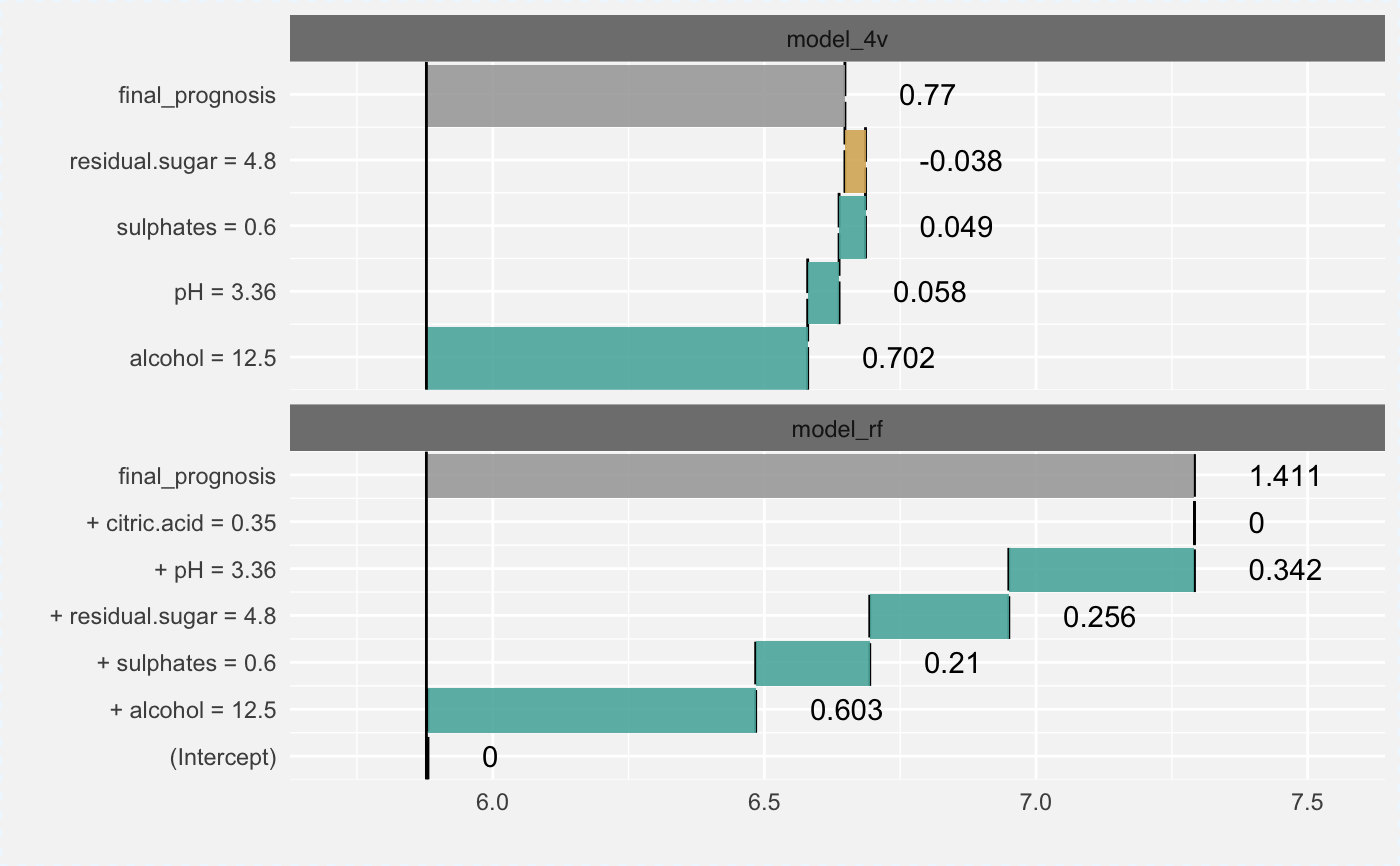 model_4v
final_prognosis 0.77
residual.sugar = 4.8 -0.038
sulphates = 0.6 0.049
pH = 3.36 0.058
alcohol = 12.5 0.702
model_rf
final_prognosis 1.411
+ citric.acid = 0.35 0
+ pH = 3.36 0.342
+ residual.sugar = 4.8 0.256
+ sulphates = 0.6 0.21
+ alcohol = 12.5 0.603
(Intercept) 0
6.0 6.5 7.0 7.5